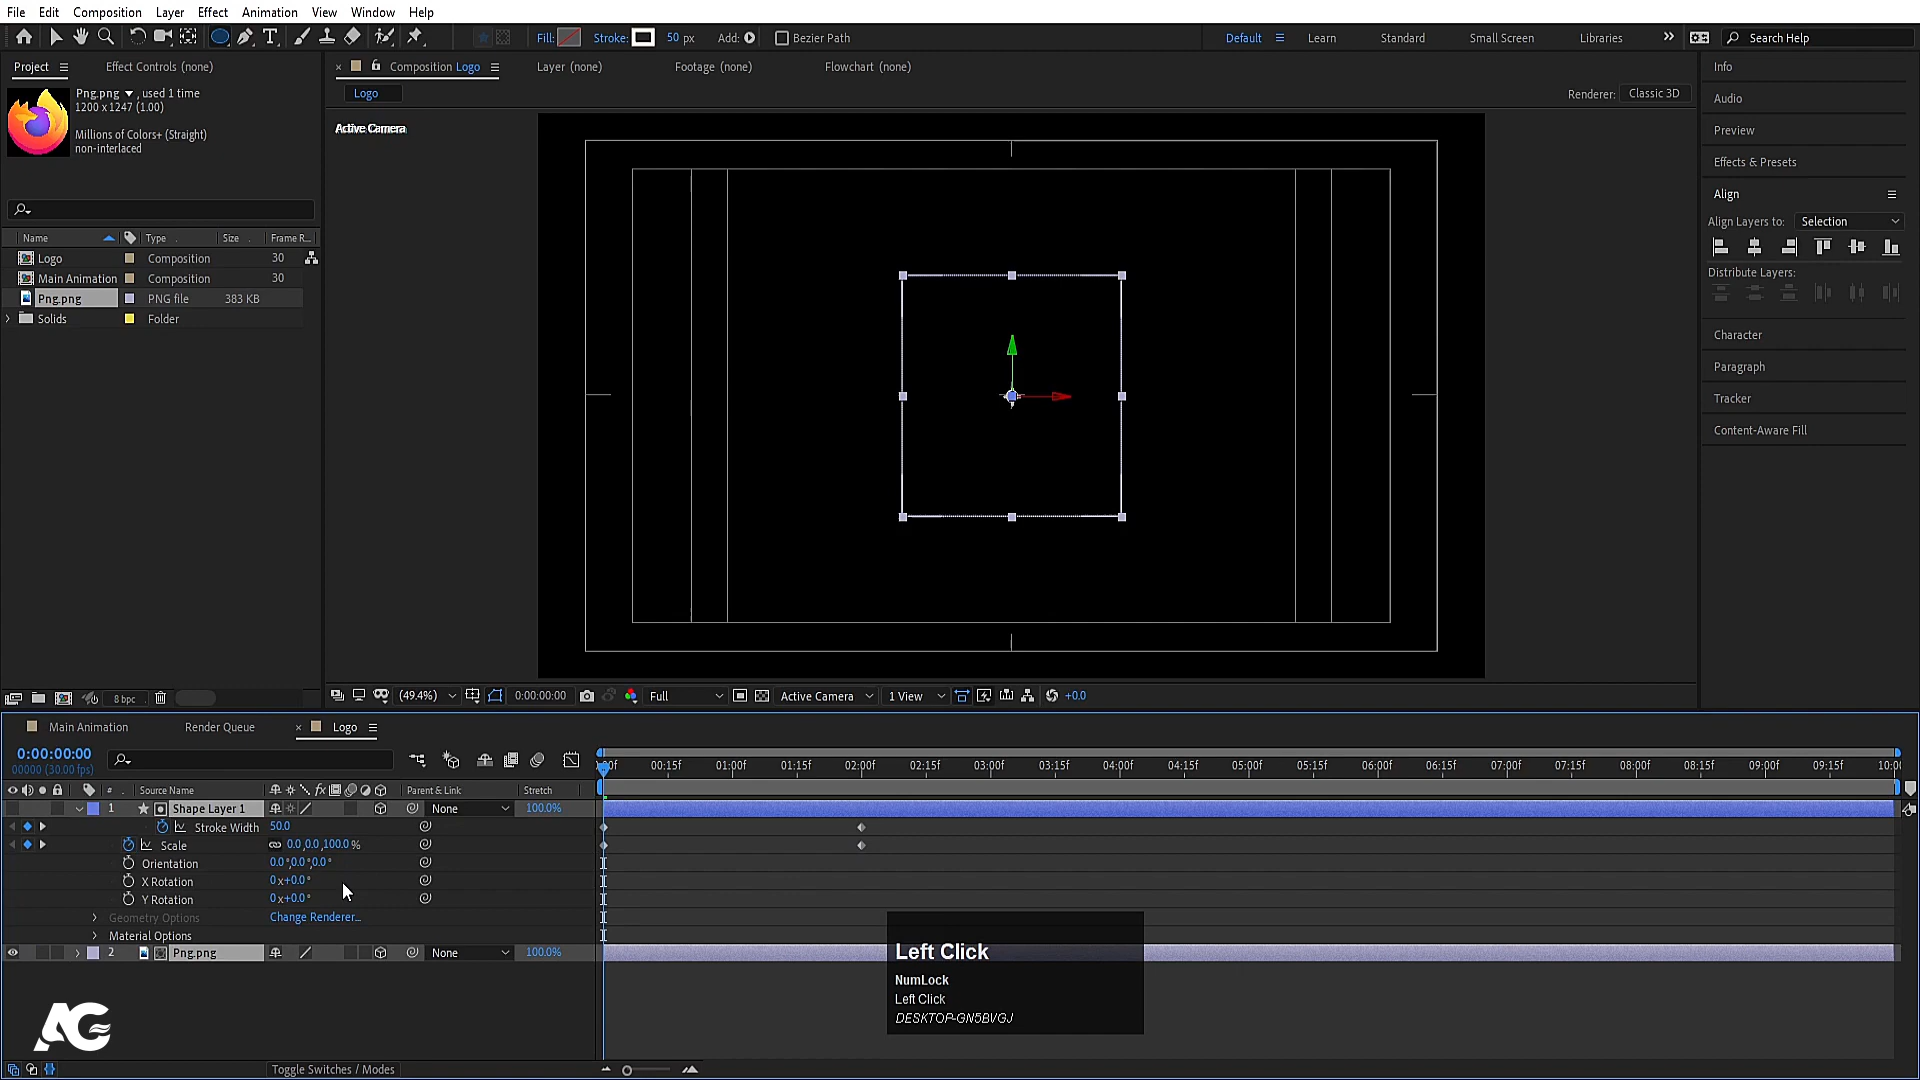 File Edit Composition Layer Effect Animation View Window Help
Fill: Stroke: 50 px Add: Bezier Path Default Learn Standard Small Screen Libraries Search Help
Project Effect Controls (none) Composition Logo Layer (none) Footage (none) Flowchart (none) Info
Png.png , used 1 time
1200 x 1247 (1.00)
Millions of Colors+ (Straight)
non-interlaced
Logo Renderer: Classic 3D
Active Camera
Audio
Preview
Effects & Presets
Align
Align Layers to: Selection
Distribute Layers:
Character
Paragraph
Tracker
Content-Aware Fill
Name Type Size Frame R...
Logo Composition 30
Main Animation Composition 30
Png.png PNG file 383 KB
Solids Folder
8 bpc (49.4%) 0:00:00:00 Full Active Camera 1 View +0.0
Main Animation Render Queue Logo
0:00:00:00
00000 (30.00 fps)
00:15f 01:00f 01:15f 02:00f 02:15f 03:00f 03:15f 04:00f 04:15f 05:00f 05:15f 06:00f 06:15f 07:00f 07:15f 08:00f 08:15f 09:00f 09:15f 10:00
# Source Name fx Parent & Link Stretch
1 Shape Layer 1 None 100.0%
Stroke Width 50.0
Scale 0.0,0.0,100.0%
Orientation 0.0°,0.0°,0.0°
X Rotation 0x+0.0°
Y Rotation 0x+0.0°
Geometry Options Change Renderer...
Material Options
2 Png.png None 100.0%
Left Click
NumLock
Left Click
DESKTOP-GN5BVGJ
AG
Toggle Switches / Modes